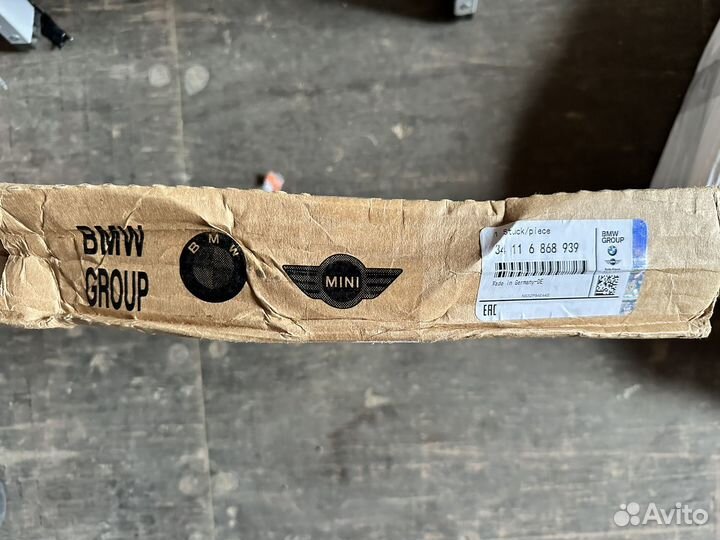 BMW
GROUP
BMW
MINI
1 Stück/piece
34 11 6 868 939
Made in Germany-DE
EAC
BMW
GROUP
Avito